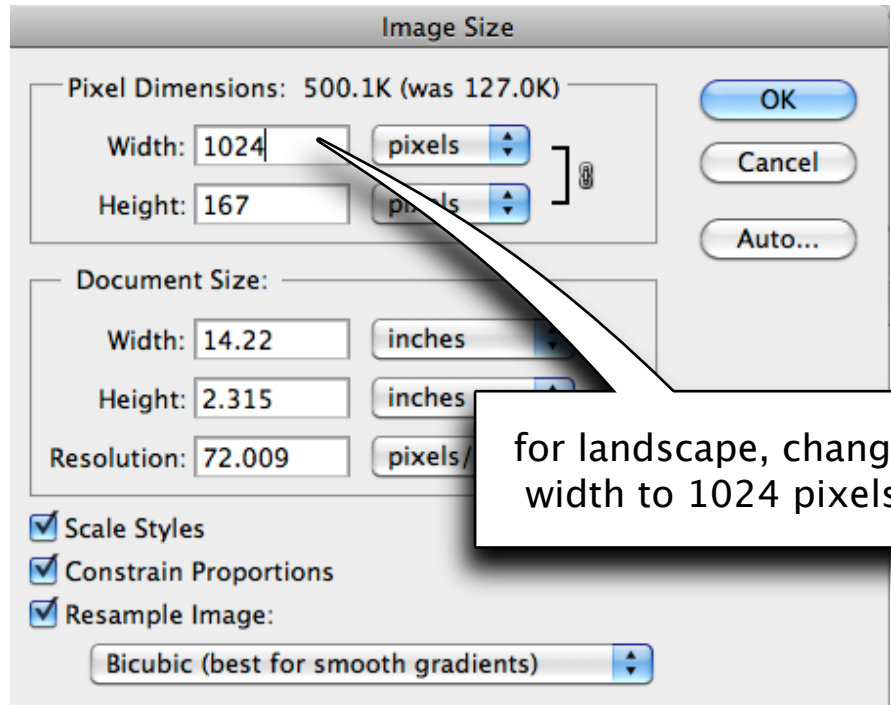 Image Size
Pixel Dimensions: 500.1K (was 127.0K)
Width: 1024 pixels
Height: 167 pixels
OK
Cancel
Auto...
Document Size:
Width: 14.22 inches
Height: 2.315 inches
Resolution: 72.009 pixels/
for landscape, chang
width to 1024 pixels
Scale Styles
Constrain Proportions
Resample Image:
Bicubic (best for smooth gradients)